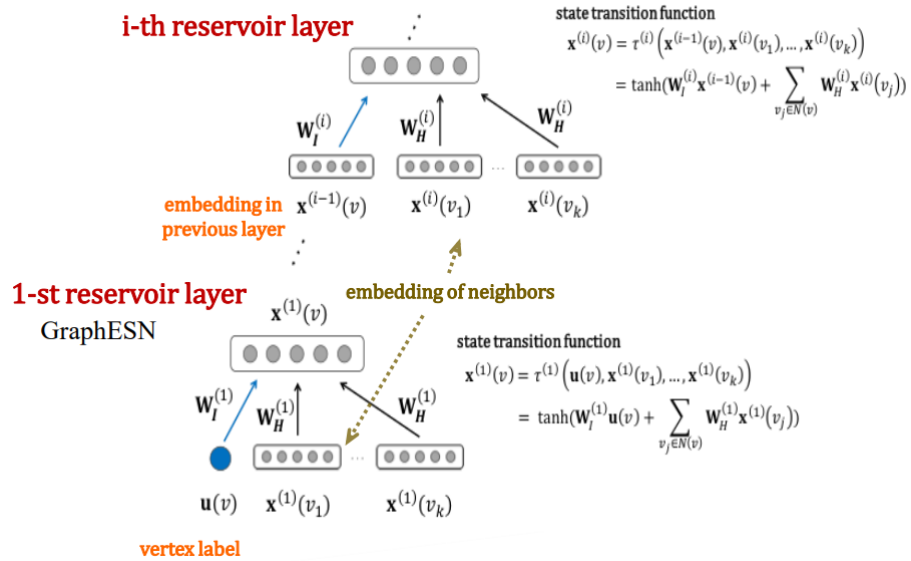 i-th reservoir layer
state transition function
x^(i)(v) = τ^(i)(x^(i−1)(v), x^(i)(v_1), ..., x^(i)(v_k))
= tanh(W_I^(i) x^(i−1)(v) + ∑_{v_j∈N(v)} W_H^(i) x^(i)(v_j))
W_I^(i) W_H^(i) W_H^(i)
...
embedding in previous layer
x^(i−1)(v) x^(i)(v_1) x^(i)(v_k)
1-st reservoir layer
embedding of neighbors
GraphESN
x^(1)(v)
state transition function
x^(1)(v) = τ^(1)(u(v), x^(1)(v_1), ..., x^(1)(v_k))
= tanh(W_I^(1) u(v) + ∑_{v_j∈N(v)} W_H^(1) x^(1)(v_j))
W_I^(1) W_H^(1) W_H^(1)
...
u(v) x^(1)(v_1) x^(1)(v_k)
vertex label